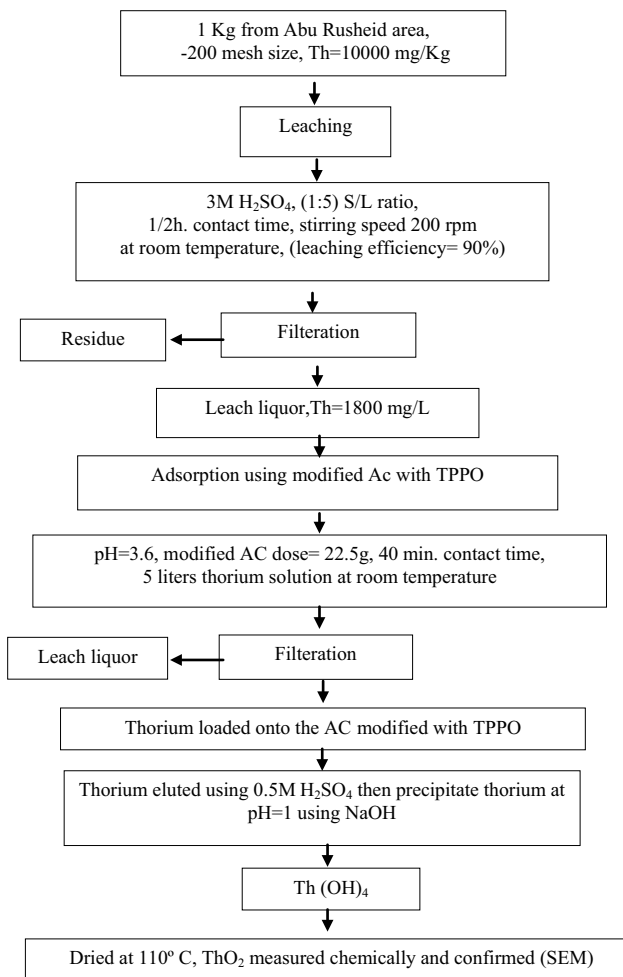 1 Kg from Abu Rusheid area,
-200 mesh size, Th=10000 mg/Kg
Leaching
3M H₂SO₄, (1:5) S/L ratio,
1/2h. contact time, stirring speed 200 rpm
at room temperature, (leaching efficiency= 90%)
Residue
Filteration
Leach liquor,Th=1800 mg/L
Adsorption using modified Ac with TPPO
pH=3.6, modified AC dose= 22.5g, 40 min. contact time,
5 liters thorium solution at room temperature
Leach liquor
Filteration
Thorium loaded onto the AC modified with TPPO
Thorium eluted using 0.5M H₂SO₄ then precipitate thorium at
pH=1 using NaOH
Th (OH)₄
Dried at 110º C, ThO₂ measured chemically and confirmed (SEM)